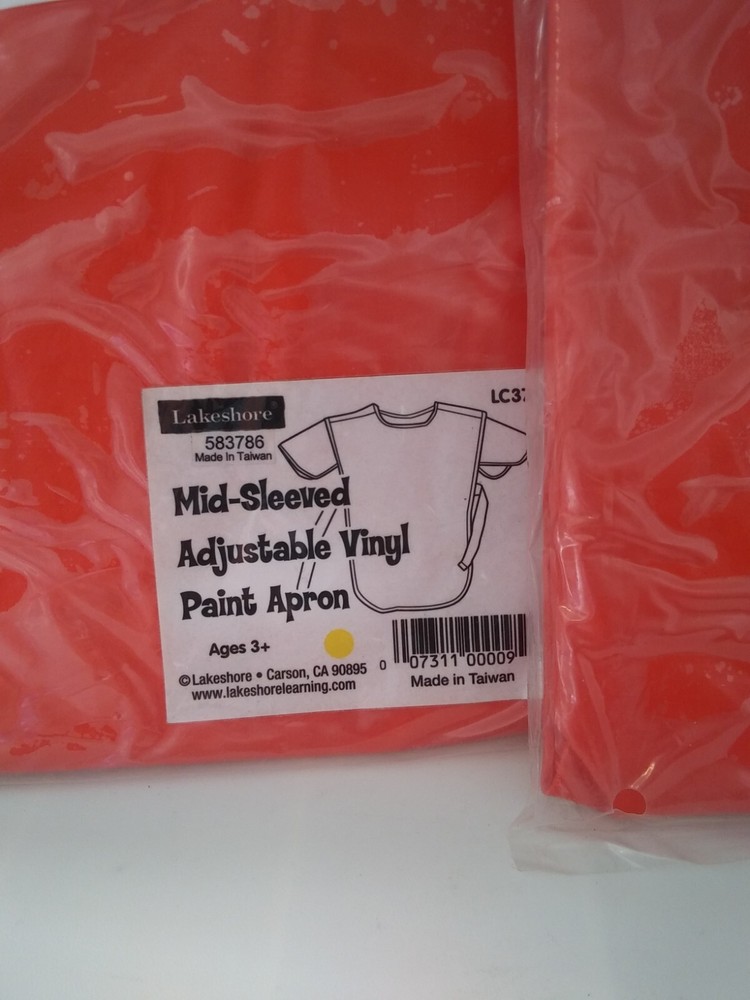 Lakeshore
LC37
583786
Made In Taiwan
Mid-Sleeved
Adjustable Vinyl
Paint Apron
Ages 3+
0 07311 00009
©Lakeshore • Carson, CA 90895
www.lakeshorelearning.com
Made in Taiwan